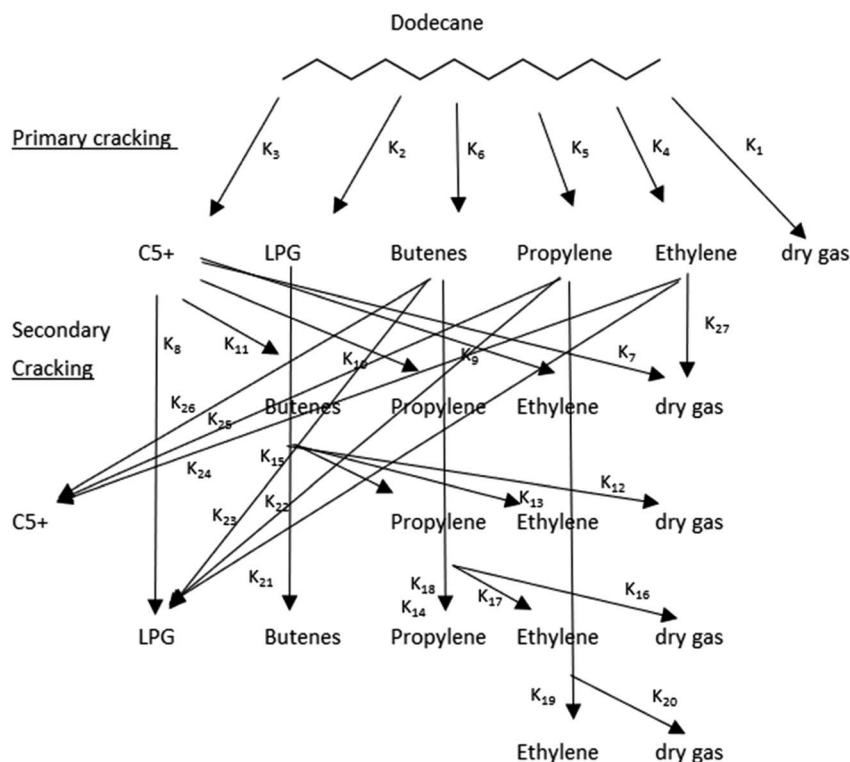 Dodecane
Primary cracking
K3 K2 K6 K5 K4 K1
C5+ LPG Butenes Propylene Ethylene dry gas
Secondary
Cracking
K8 K11 K10 K9 K7 K27
Butenes Propylene Ethylene dry gas
K26
K25
K24 K15 K13 K12
K23 K22
C5+ Propylene Ethylene dry gas
K21 K18 K17 K16
K14
LPG Butenes Propylene Ethylene dry gas
K19 K20
Ethylene dry gas